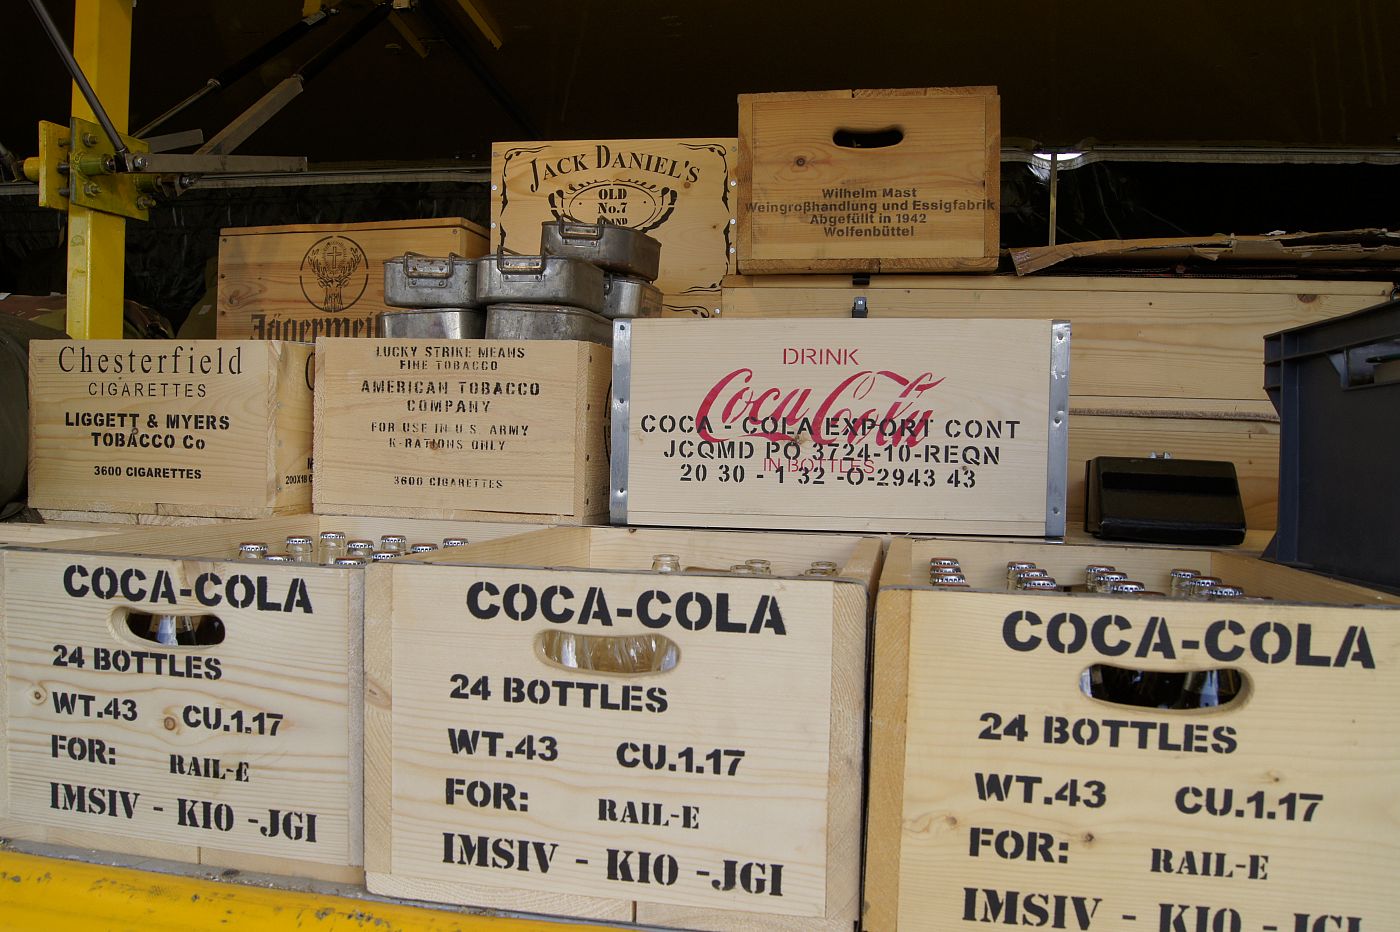 JACK DANIEL'S
OLD
No.7
Wilhelm Mast
Weingroßhandlung und Essigfabrik
Abgefüllt in 1942
Wolfenbüttel
Chesterfield
CIGARETTES
LIGGETT & MYERS
TOBACCO Co
3600 CIGARETTES
LUCKY STRIKE MEANS
FINE TOBACCO
AMERICAN TOBACCO
COMPANY
FOR USE IN U.S. ARMY
K-RATIONS ONLY
3600 CIGARETTES
DRINK
Coca Cola
IN BOTTLES
COCA - COLA EXPORT CONT
JCQMD PO 3724-10-REQN
20 30 - 1 32 -O-2943 43
COCA-COLA
24 BOTTLES
WT.43 CU.1.17
FOR: RAIL-E
IMSIV - KIO -JGI
COCA-COLA
24 BOTTLES
WT.43 CU.1.17
FOR: RAIL-E
IMSIV - KIO -JGI
COCA-COLA
24 BOTTLES
WT.43 CU.1.17
FOR: RAIL-E
IMSIV - KIO - JGI